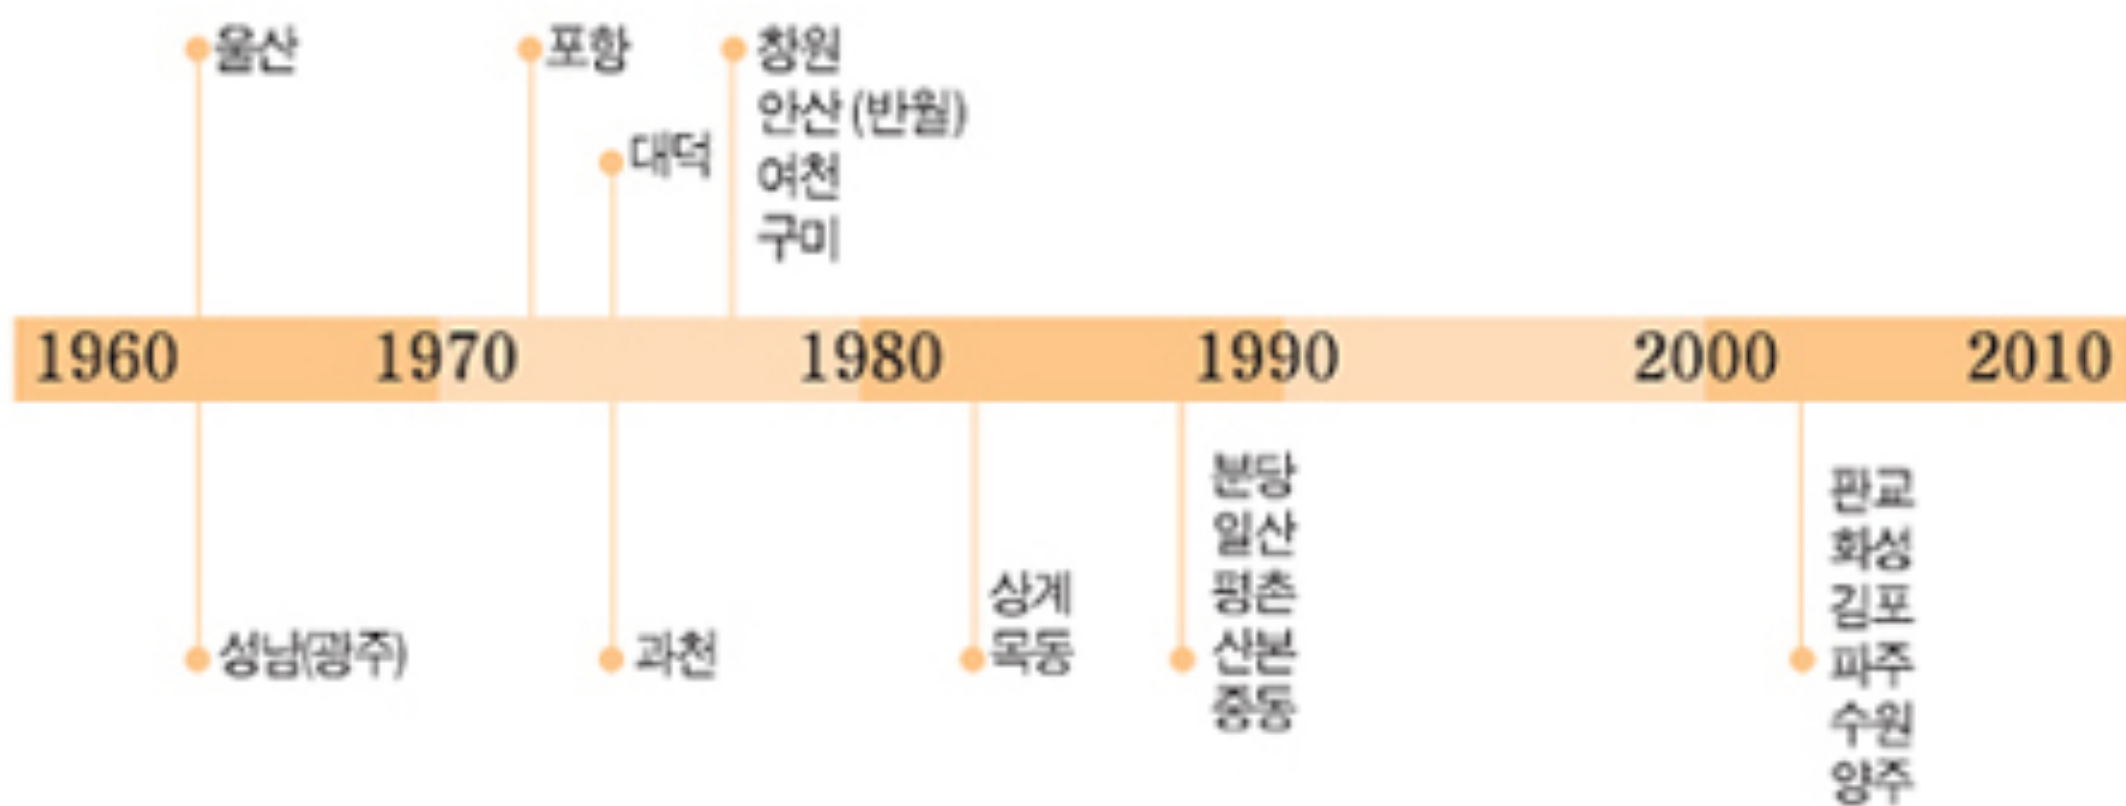 울산
포항
창원
안산 (반월)
대덕
여천
구미
1960 1970 1980 1990 2000 2010
분당
판교
일산
화성
상계
평촌
김포
성남(광주)
과천
목동
산본
파주
중동
수원
양주